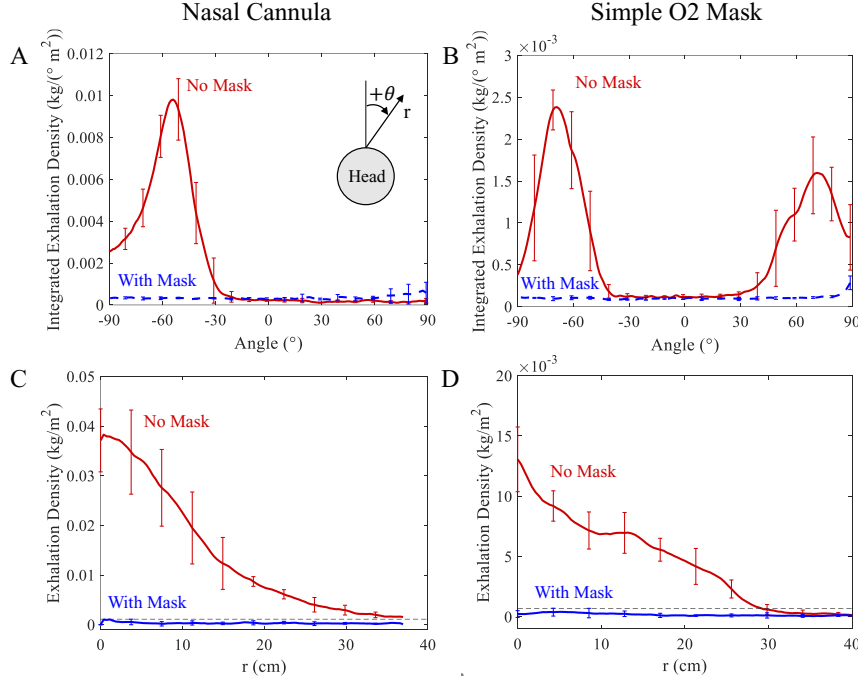 Nasal Cannula
Simple O2 Mask
A
Integrated Exhalation Density (kg/(° m²))
0.012
0.01
0.008
0.006
0.004
0.002
0
No Mask
With Mask
+θ
r
Head
-90 -60 -30 0 30 60 90
Angle (°)
B
Integrated Exhalation Density (kg/(° m²))
×10⁻³
3
2.5
2
1.5
1
0.5
0
No Mask
With Mask
-90 -60 -30 0 30 60 90
Angle (°)
C
Exhalation Density (kg/m²)
0.05
0.04
0.03
0.02
0.01
0
No Mask
With Mask
0 10 20 30 40
r (cm)
D
Exhalation Density (kg/m²)
×10⁻³
20
15
10
5
0
No Mask
With Mask
0 10 20 30 40
r (cm)